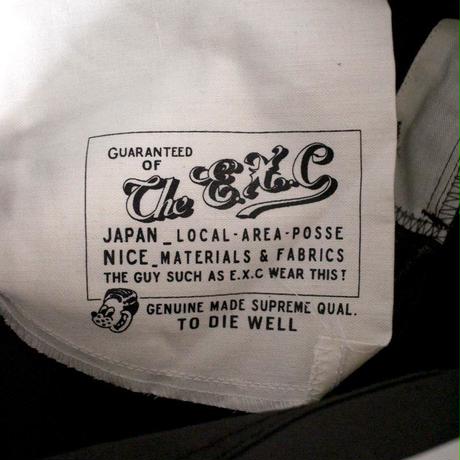 GUARANTEED
OF
The E.X.C
JAPAN_LOCAL-AREA-POSSE
NICE_MATERIALS & FABRICS
THE GUY SUCH AS E.X.C WEAR THIS!
GENUINE MADE SUPREME QUAL.
TO DIE WELL